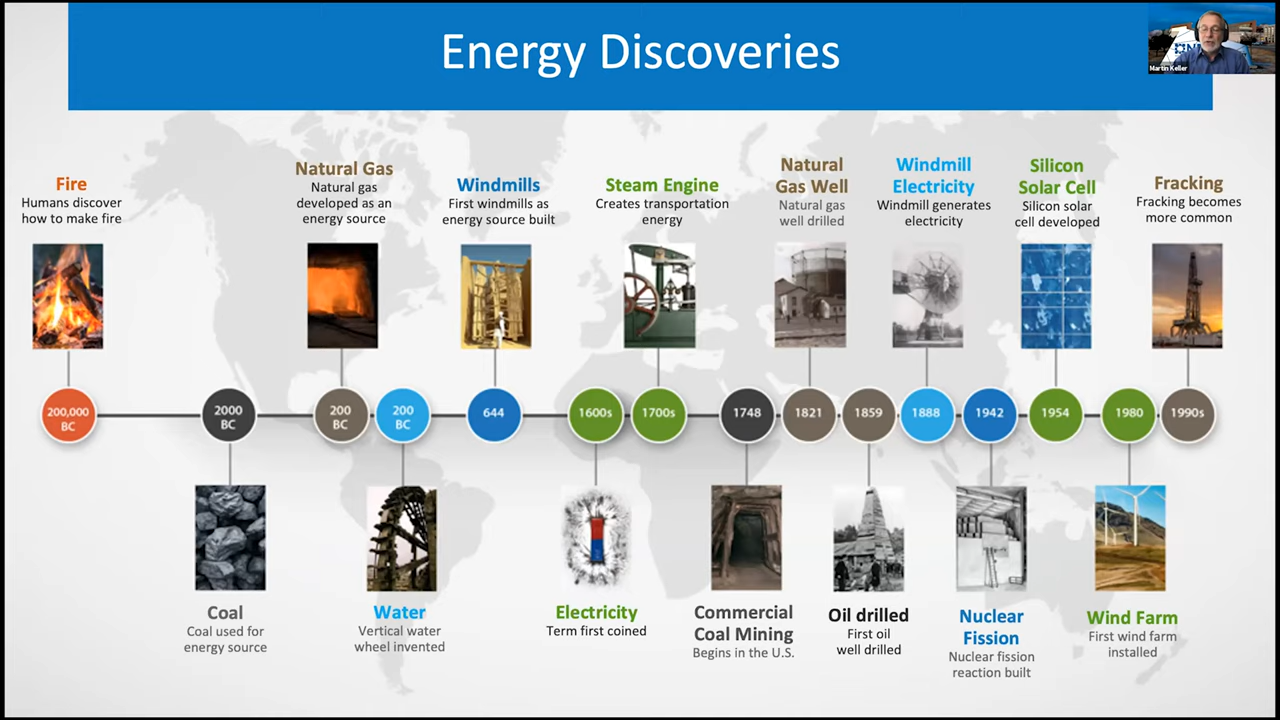 Energy Discoveries
Martin Keller
Fire
Humans discover
how to make fire
Natural Gas
Natural gas
developed as an
energy source
Windmills
First windmills as
energy source built
Steam Engine
Creates transportation
energy
Natural
Gas Well
Natural gas
well drilled
Windmill
Electricity
Windmill generates
electricity
Silicon
Solar Cell
Silicon solar
cell developed
Fracking
Fracking becomes
more common
200,000
BC
2000
BC
200
BC
200
BC
644
1600s
1700s
1748
1821
1859
1888
1942
1954
1980
1990s
Coal
Coal used for
energy source
Water
Vertical water
wheel invented
Electricity
Term first coined
Commercial
Coal Mining
Begins in the U.S.
Oil drilled
First oil
well drilled
Nuclear
Fission
Nuclear fission
reaction built
Wind Farm
First wind farm
installed